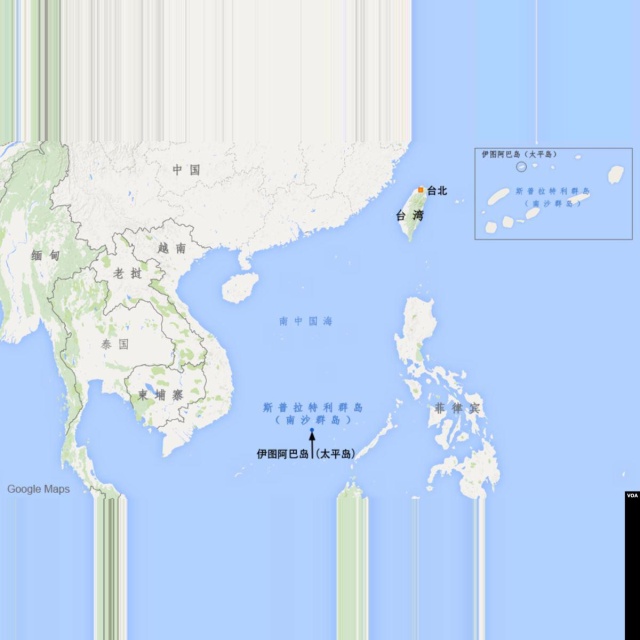 伊图阿巴岛（太平岛）
中国
台北
斯普拉特利群岛
（南沙群岛）
台湾
越南
缅甸
老挝
南中国海
泰国
柬埔寨
斯普拉特利群岛
（南沙群岛）
菲律宾
伊图阿巴岛（太平岛）
Google Maps
VOA